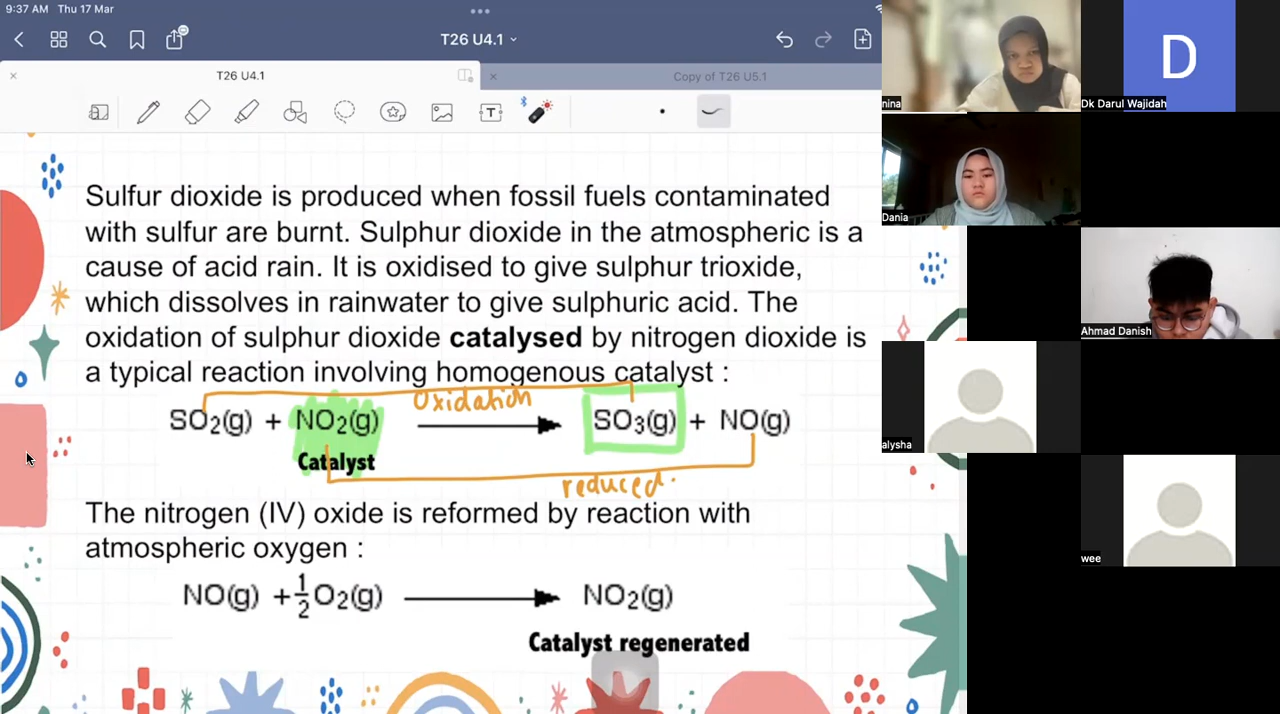 9:37 AM Thu 17 Mar
T26 U4.1
T26 U4.1
Copy of T26 U5.1
T
Sulfur dioxide is produced when fossil fuels contaminated
with sulfur are burnt. Sulphur dioxide in the atmospheric is a
cause of acid rain. It is oxidised to give sulphur trioxide,
which dissolves in rainwater to give sulphuric acid. The
oxidation of sulphur dioxide catalysed by nitrogen dioxide is
a typical reaction involving homogenous catalyst :
Oxidation
SO₂(g) + NO₂(g) → SO₃(g) + NO(g)
Catalyst
reduced.
The nitrogen (IV) oxide is reformed by reaction with
atmospheric oxygen :
NO(g) + ½O₂(g) → NO₂(g)
Catalyst regenerated
nina
D
Dk Darul Wajidah
Dania
Ahmad Danish
alysha
wee